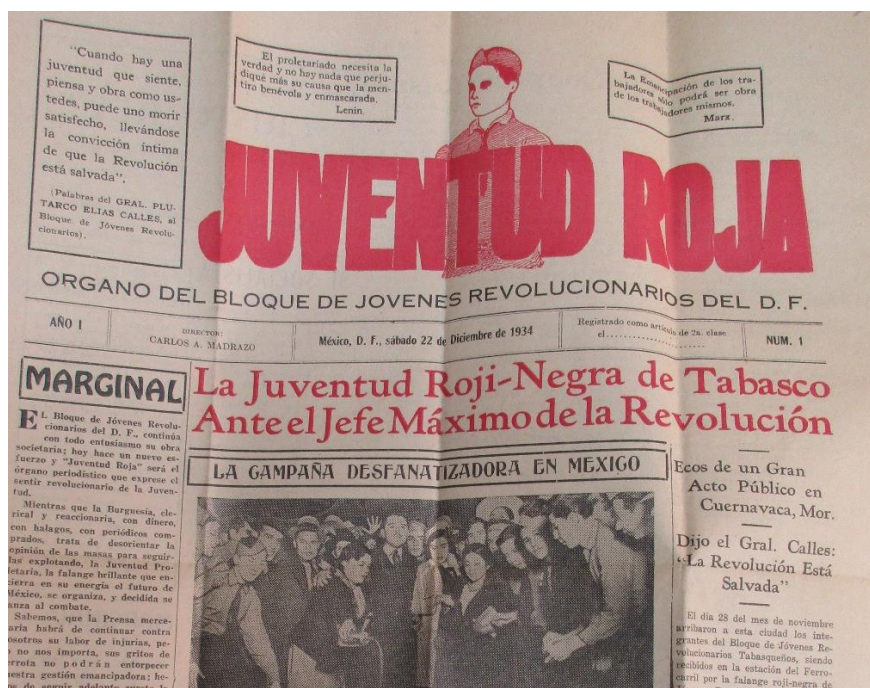 "Cuando hay una
juventud que siente,
piensa y obra como us-
tedes, puede uno morir
satisfecho, llevándose
la convicción íntima
de que la Revolución
está salvada".
(Palabras del GRAL. PLU-
TARCO ELIAS CALLES, al
Bloque de Jóvenes Revolu-
cionarios).
El proletariado necesita la
verdad y no hay nada que perju-
dique más su causa que la men-
tira benévola y enmascarada.
Lenin.
La Emancipación de los tra-
bajadores sólo podrá ser obra
de los trabajadores mismos.
Marx.
JUVENTUD ROJA
ORGANO DEL BLOQUE DE JOVENES REVOLUCIONARIOS DEL D. F.
AÑO I
DIRECTOR:
CARLOS A. MADRAZO
México, D. F., sábado 22 de Diciembre de 1934
Registrado como artículo de 2a. clase
el.......................
NUM. 1
MARGINAL
EL Bloque de Jóvenes Revolu-
cionarios del D. F., continúa
con todo entusiasmo su obra
societaria; hoy hace un nuevo es-
fuerzo y "Juventud Roja" será el
órgano periodístico que exprese el
sentir revolucionario de la Juven-
tud.
Mientras que la Burguesía, cle-
rical y reaccionaria, con dinero,
con halagos, con periódicos com-
prados, trata de desorientar la
opinión de las masas para seguir-
las explotando, la Juventud Pro-
letaria, la falange brillante que en-
cierra en su energía el futuro de
México, se organiza, y decidida se
anza al combate.
Sabemos, que la Prensa merce-
aria habrá de continuar contra
osotros su labor de injurias, pe-
no nos importa, sus gritos de
errota no podrán entorpecer
estra gestión emancipadora; he-
de seguir adelante
La Juventud Roji-Negra de Tabasco
Ante el Jefe Máximo de la Revolución
LA CAMPAÑA DESFANATIZADORA EN MEXICO
Ecos de un Gran
Acto Público en
Cuernavaca, Mor.
Dijo el Gral. Calles:
"La Revolución Está
Salvada"
El día 28 del mes de noviembre
arribaron a esta ciudad los inte-
grantes del Bloque de Jóvenes Re-
volucionarios Tabasqueños, siendo
recibidos en la estación del Ferro-
carril por la falange roji-negra de